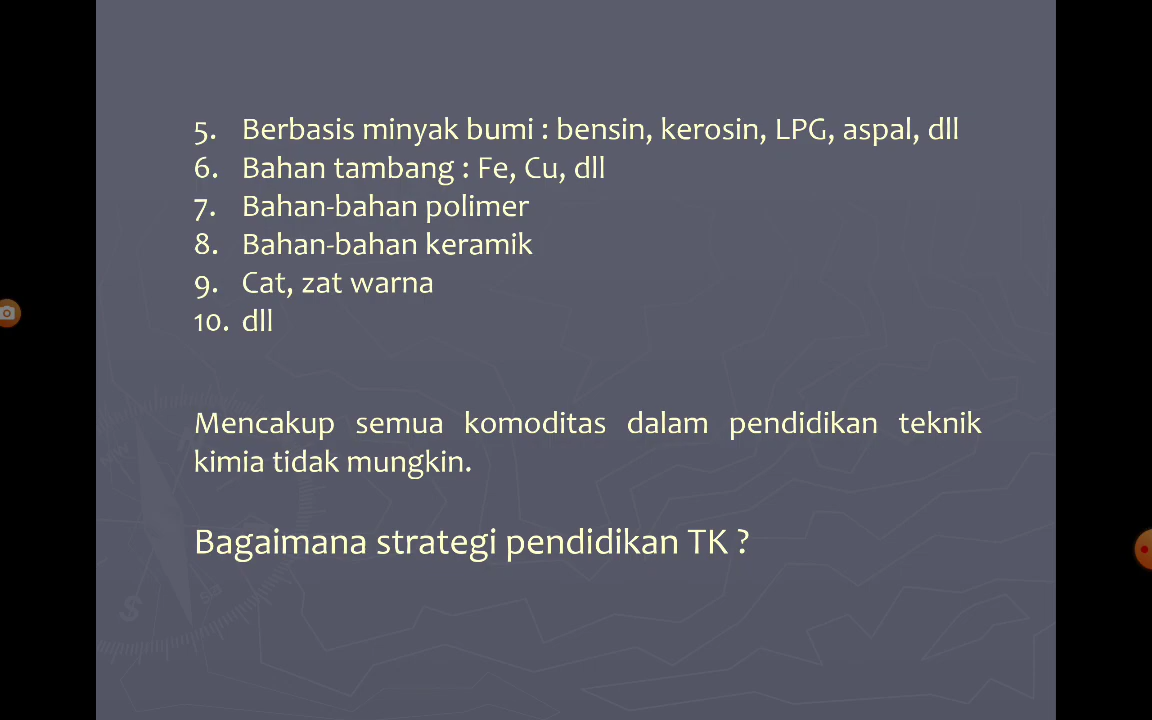 5. Berbasis minyak bumi : bensin, kerosin, LPG, aspal, dll
6. Bahan tambang : Fe, Cu, dll
7. Bahan-bahan polimer
8. Bahan-bahan keramik
9. Cat, zat warna
10. dll
Mencakup semua komoditas dalam pendidikan teknik
kimia tidak mungkin.
Bagaimana strategi pendidikan TK ?